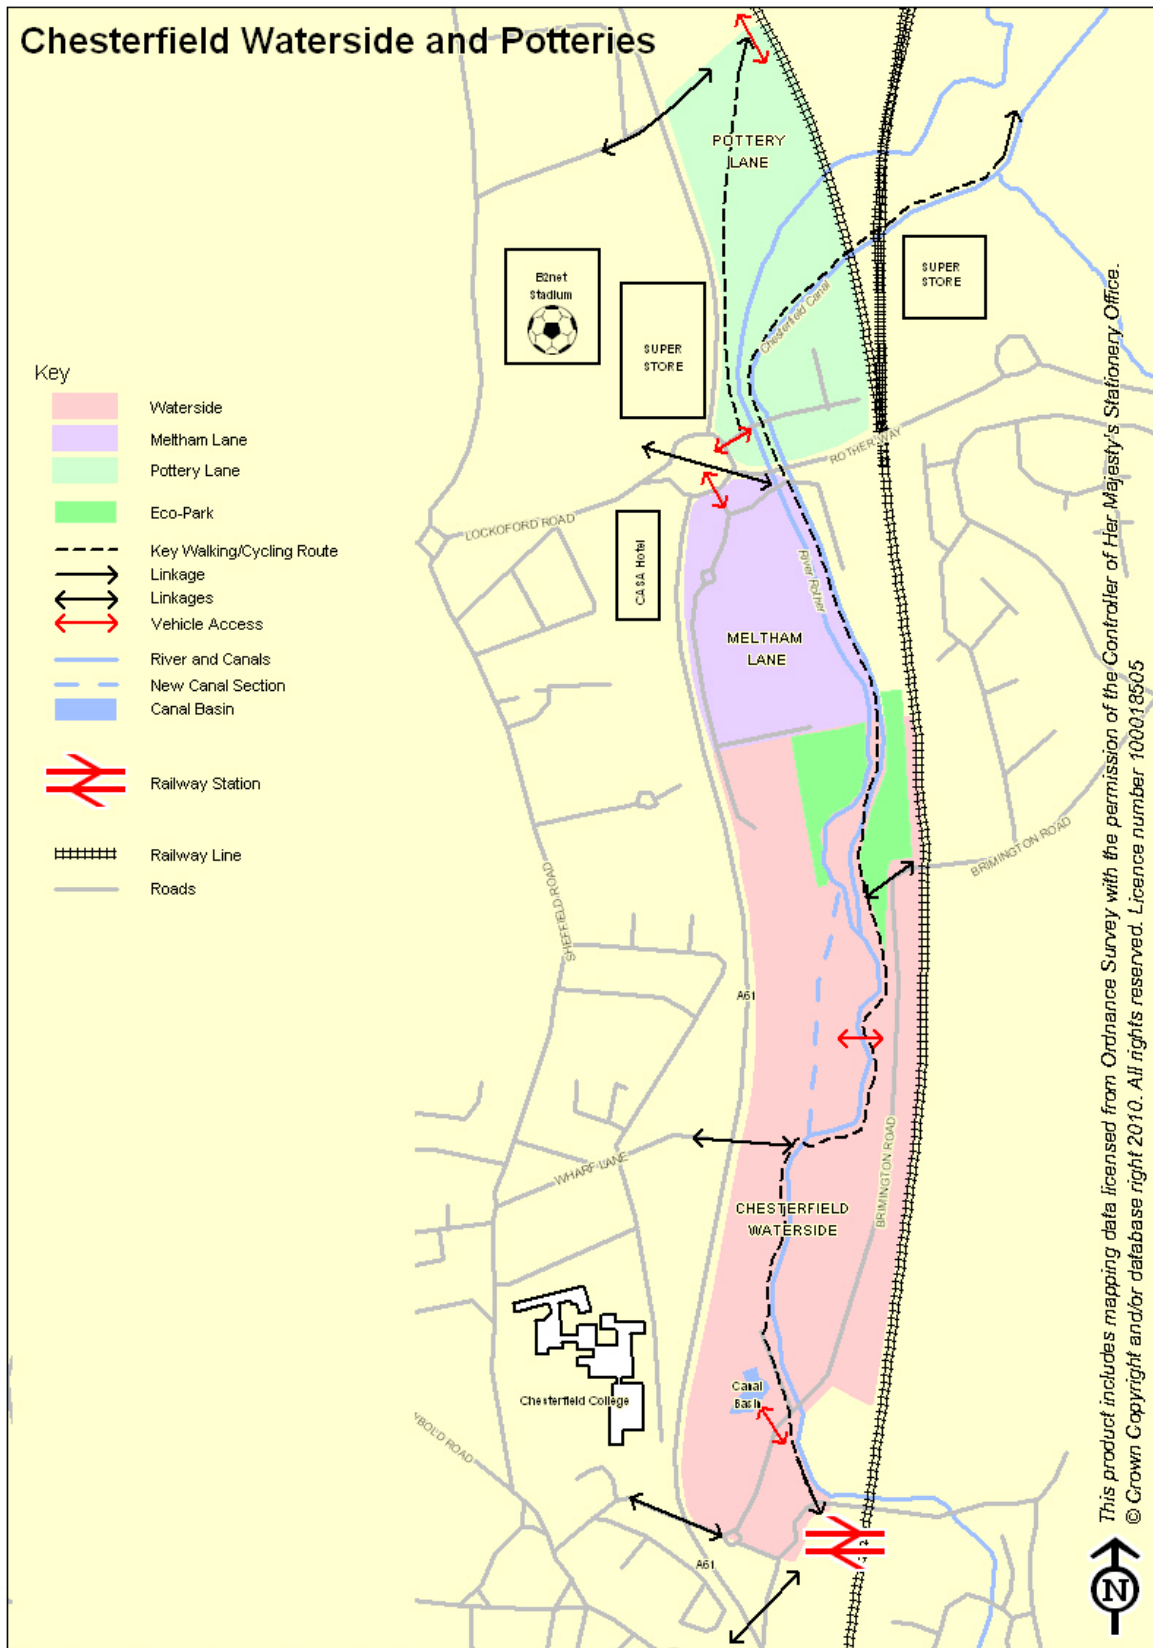 Chesterfield Waterside and Potteries
POTTERY
LANE
B2net
Stadium
SUPER
STORE
SUPER
STORE
Chesterfield Canal
Key
Waterside
Meltham Lane
Pottery Lane
Eco-Park
Key Walking/Cycling Route
Linkage
Linkages
Vehicle Access
River and Canals
New Canal Section
Canal Basin
Railway Station
Railway Line
Roads
ROTHER WAY
LOCKOFORD ROAD
CASA Hotel
River Rother
MELTHAM
LANE
BRIMINGTON ROAD
SHEFFIELD ROAD
A61
WHARF LANE
BRIMINGTON ROAD
CHESTERFIELD
WATERSIDE
Canal
Basin
Chesterfield College
WBOLD ROAD
A61
N
This product includes mapping data licensed from Ordnance Survey with the permission of the Controller of Her Majesty's Stationery Office.
© Crown Copyright and/or database right 2010. All rights reserved. Licence number 100018505